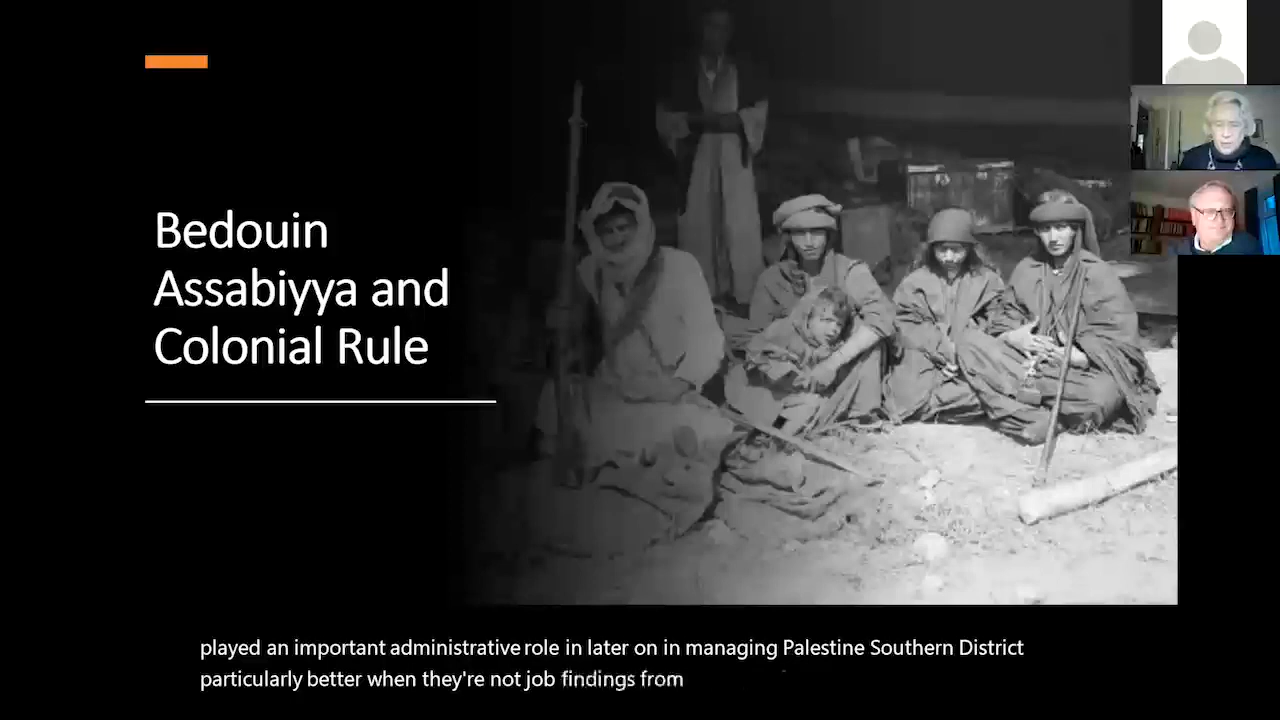 Bedouin
Assabiyya and
Colonial Rule
played an important administrative role in later on in managing Palestine Southern District
particularly better when they're not job findings from